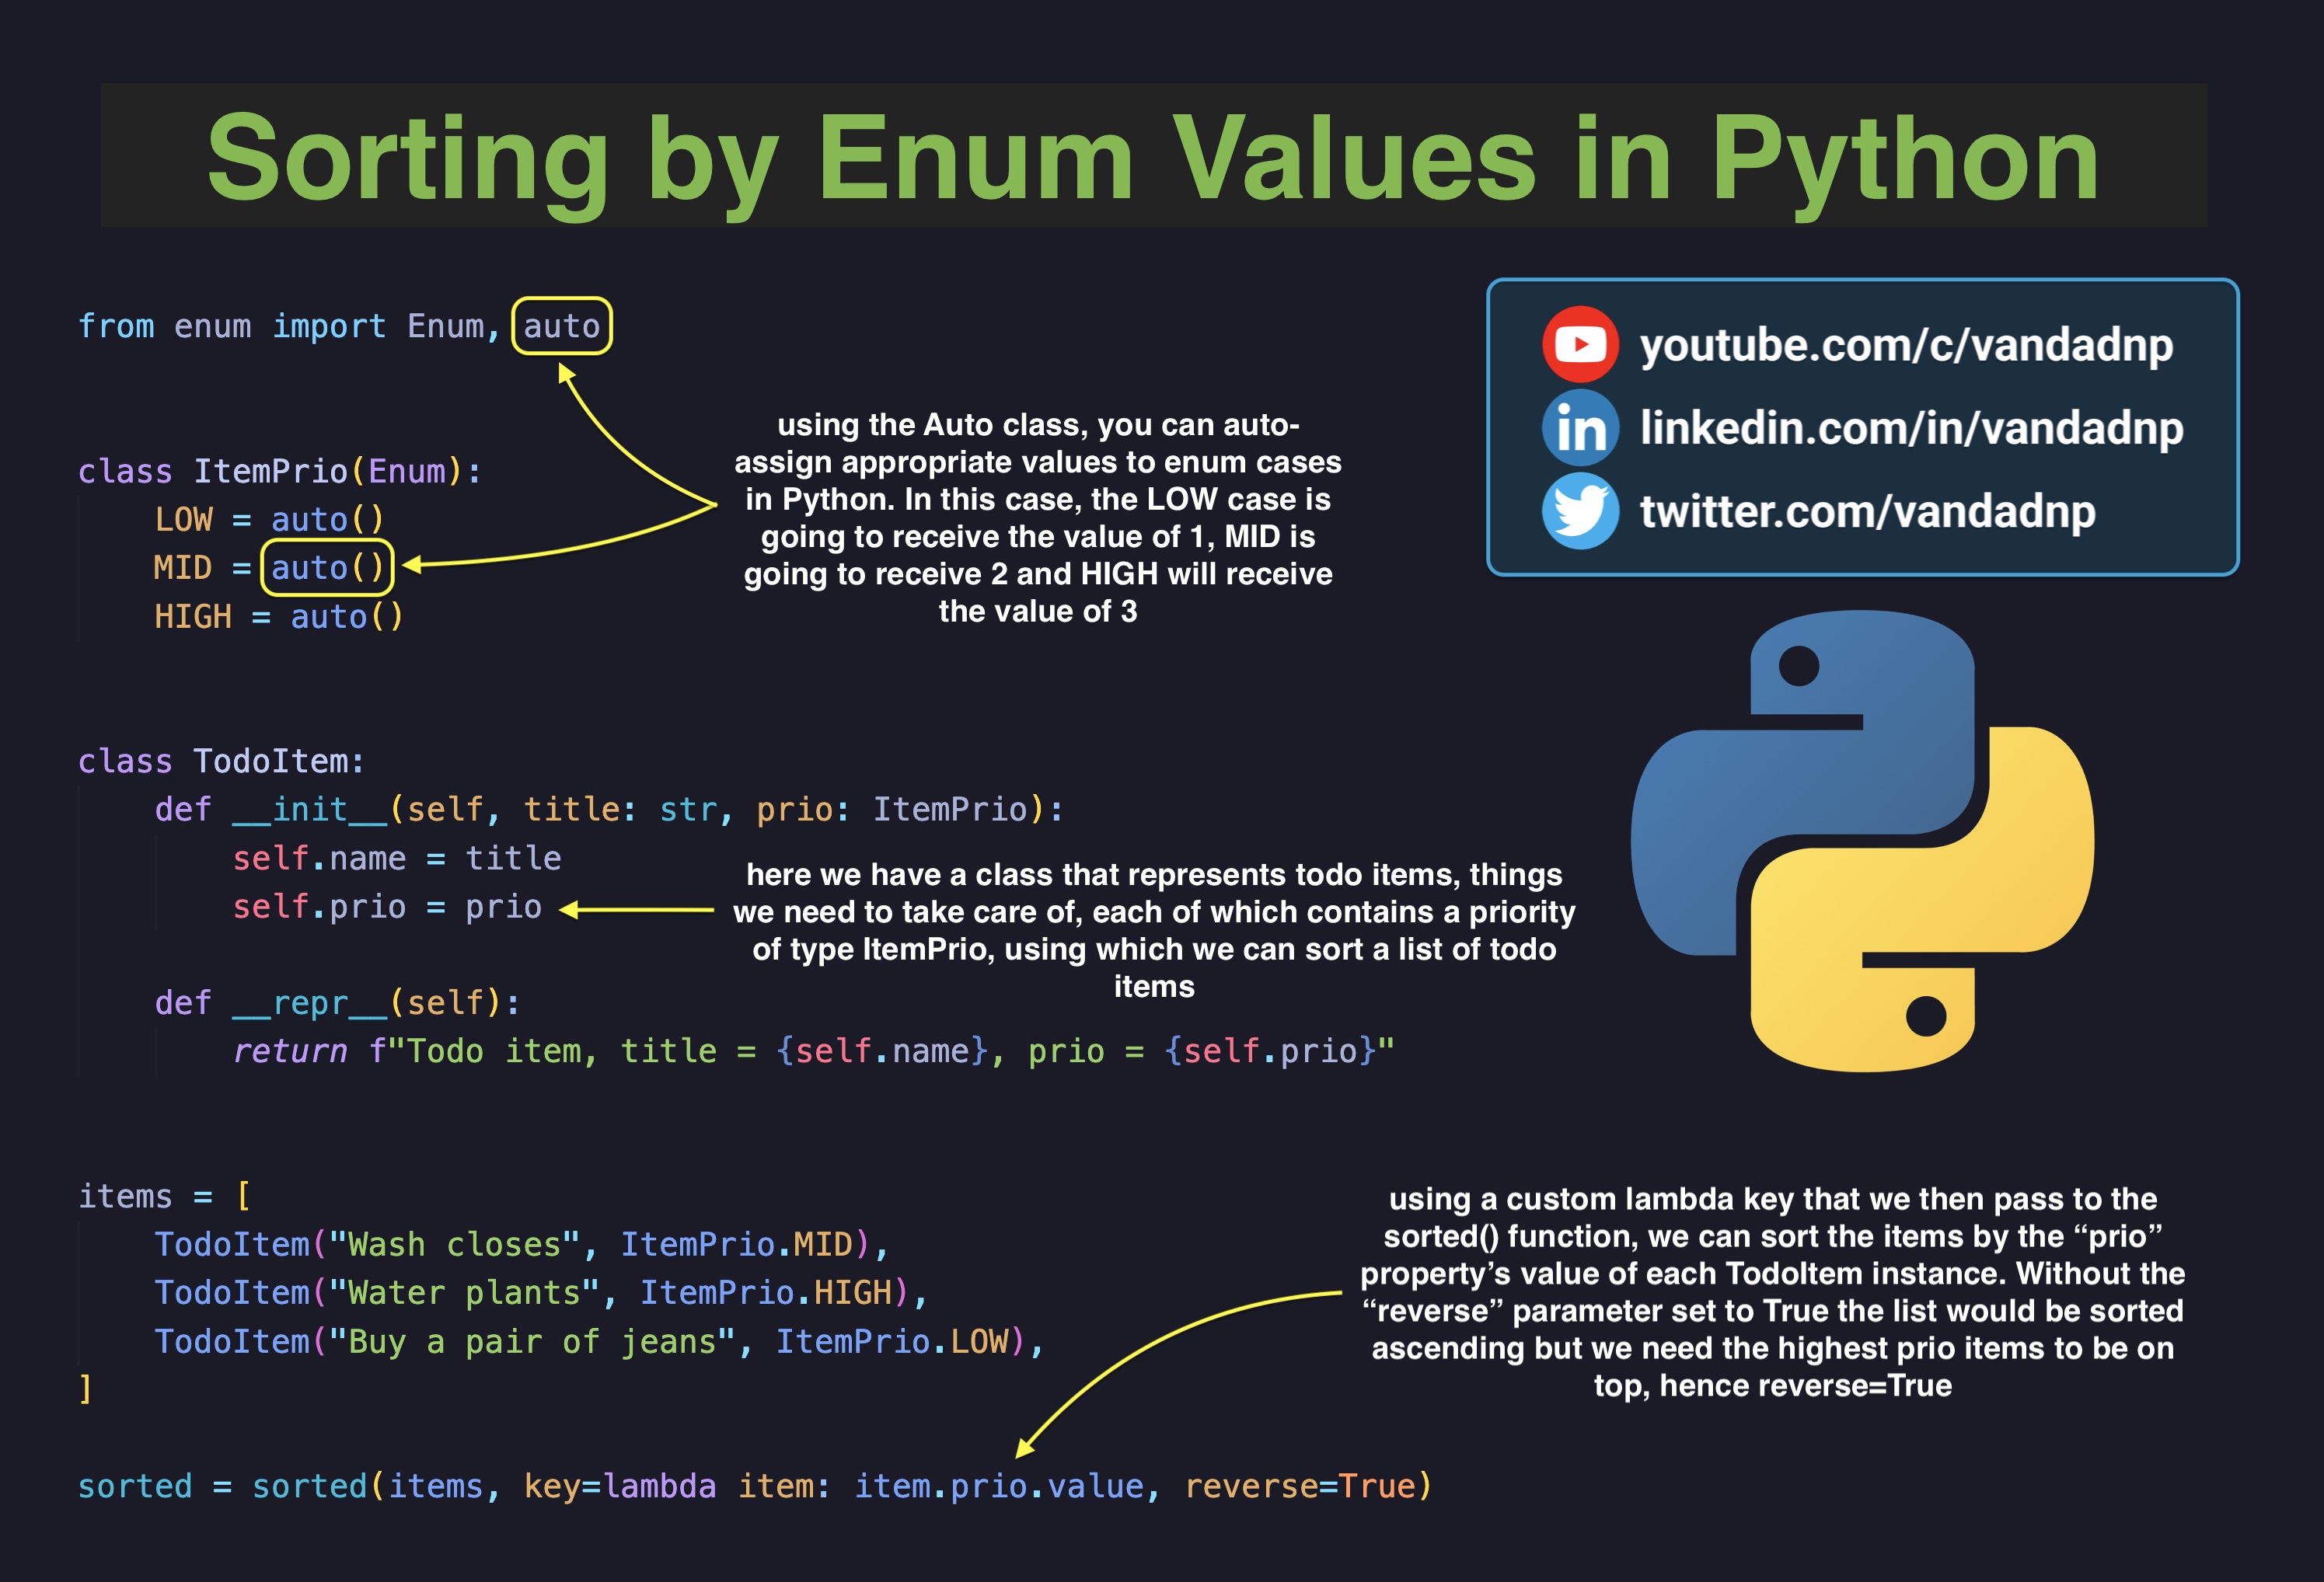 Sorting by Enum Values in Python
from enum import Enum, auto
youtube.com/c/vandadnp
linkedin.com/in/vandadnp
twitter.com/vandadnp
using the Auto class, you can auto-
assign appropriate values to enum cases
in Python. In this case, the LOW case is
going to receive the value of 1, MID is
going to receive 2 and HIGH will receive
the value of 3
class ItemPrio(Enum):
    LOW = auto()
    MID = auto()
    HIGH = auto()
class TodoItem:
    def __init__(self, title: str, prio: ItemPrio):
        self.name = title
        self.prio = prio
here we have a class that represents todo items, things
we need to take care of, each of which contains a priority
of type ItemPrio, using which we can sort a list of todo
items
    def __repr__(self):
        return f"Todo item, title = {self.name}, prio = {self.prio}"
items = [
    TodoItem("Wash closes", ItemPrio.MID),
    TodoItem("Water plants", ItemPrio.HIGH),
    TodoItem("Buy a pair of jeans", ItemPrio.LOW),
]
using a custom lambda key that we then pass to the
sorted() function, we can sort the items by the “prio”
property’s value of each TodoItem instance. Without the
“reverse” parameter set to True the list would be sorted
ascending but we need the highest prio items to be on
top, hence reverse=True
sorted = sorted(items, key=lambda item: item.prio.value, reverse=True)